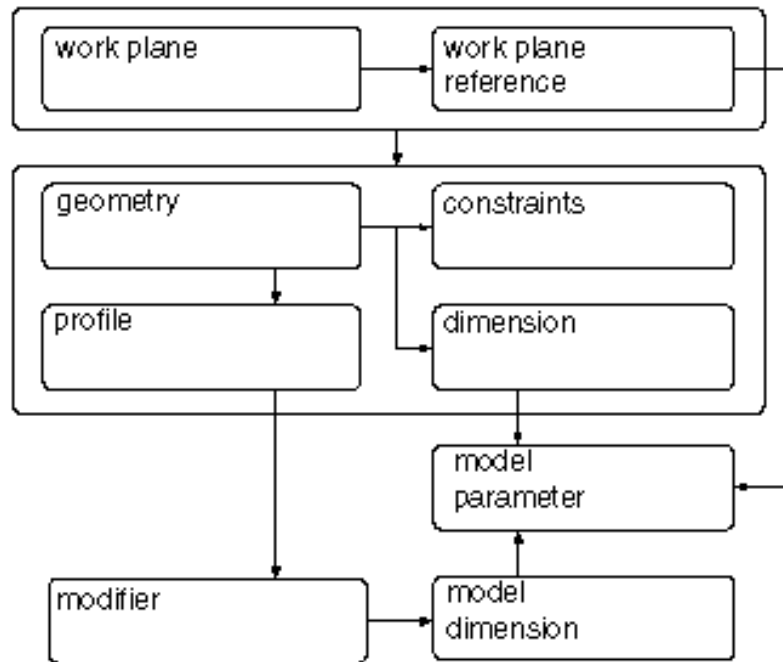 work plane
work plane
reference
geometry
constraints
profile
dimension
model
parameter
modifier
model
dimension